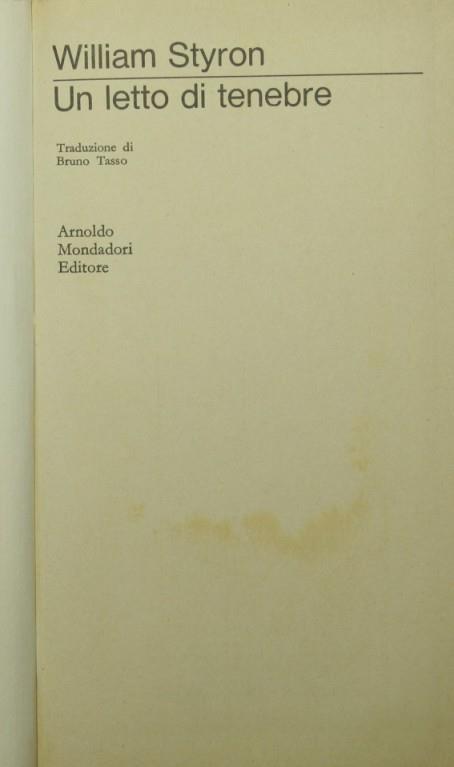 William Styron
Un letto di tenebre
Traduzione di
Bruno Tasso
Arnoldo
Mondadori
Editore